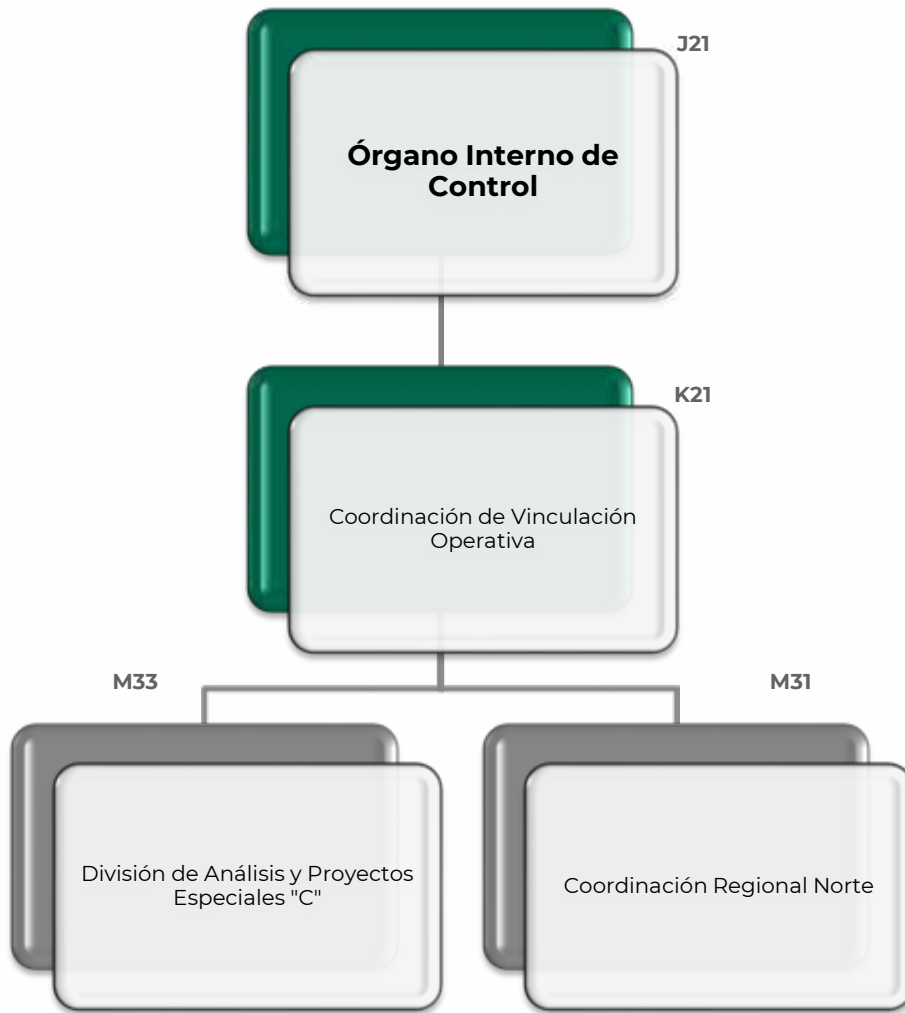 J21
Órgano Interno de
Control
K21
Coordinación de Vinculación
Operativa
M33
M31
División de Análisis y Proyectos
Especiales "C"
Coordinación Regional Norte